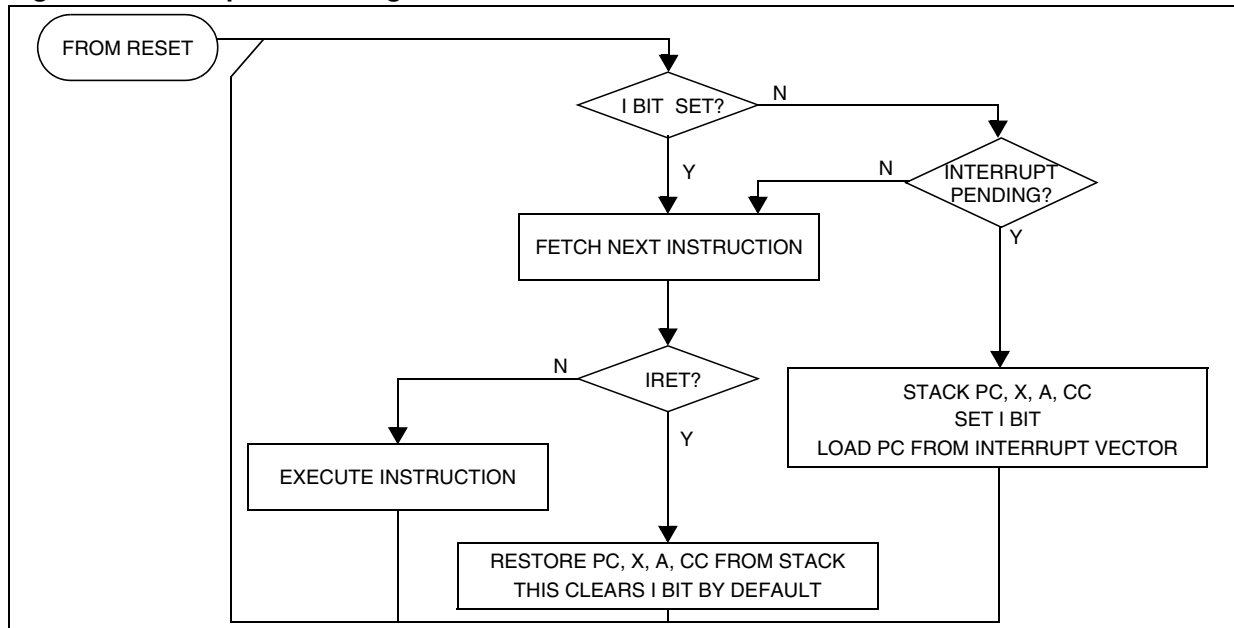 FROM RESET
I BIT SET?
N
Y
N
INTERRUPT
PENDING?
Y
FETCH NEXT INSTRUCTION
N
IRET?
Y
STACK PC, X, A, CC
SET I BIT
LOAD PC FROM INTERRUPT VECTOR
EXECUTE INSTRUCTION
RESTORE PC, X, A, CC FROM STACK
THIS CLEARS I BIT BY DEFAULT